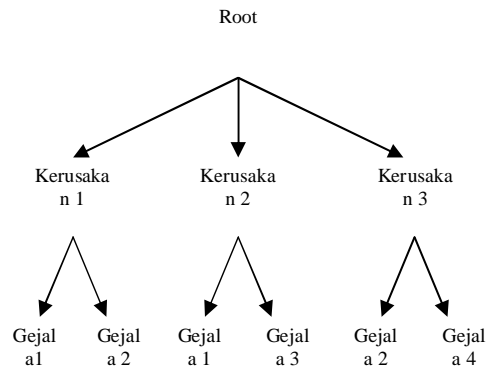 Root
Kerusaka
n 1
Kerusaka
n 2
Kerusaka
n 3
Gejal
a1
Gejal
a 2
Gejal
a 1
Gejal
a 3
Gejal
a 2
Gejal
a 4